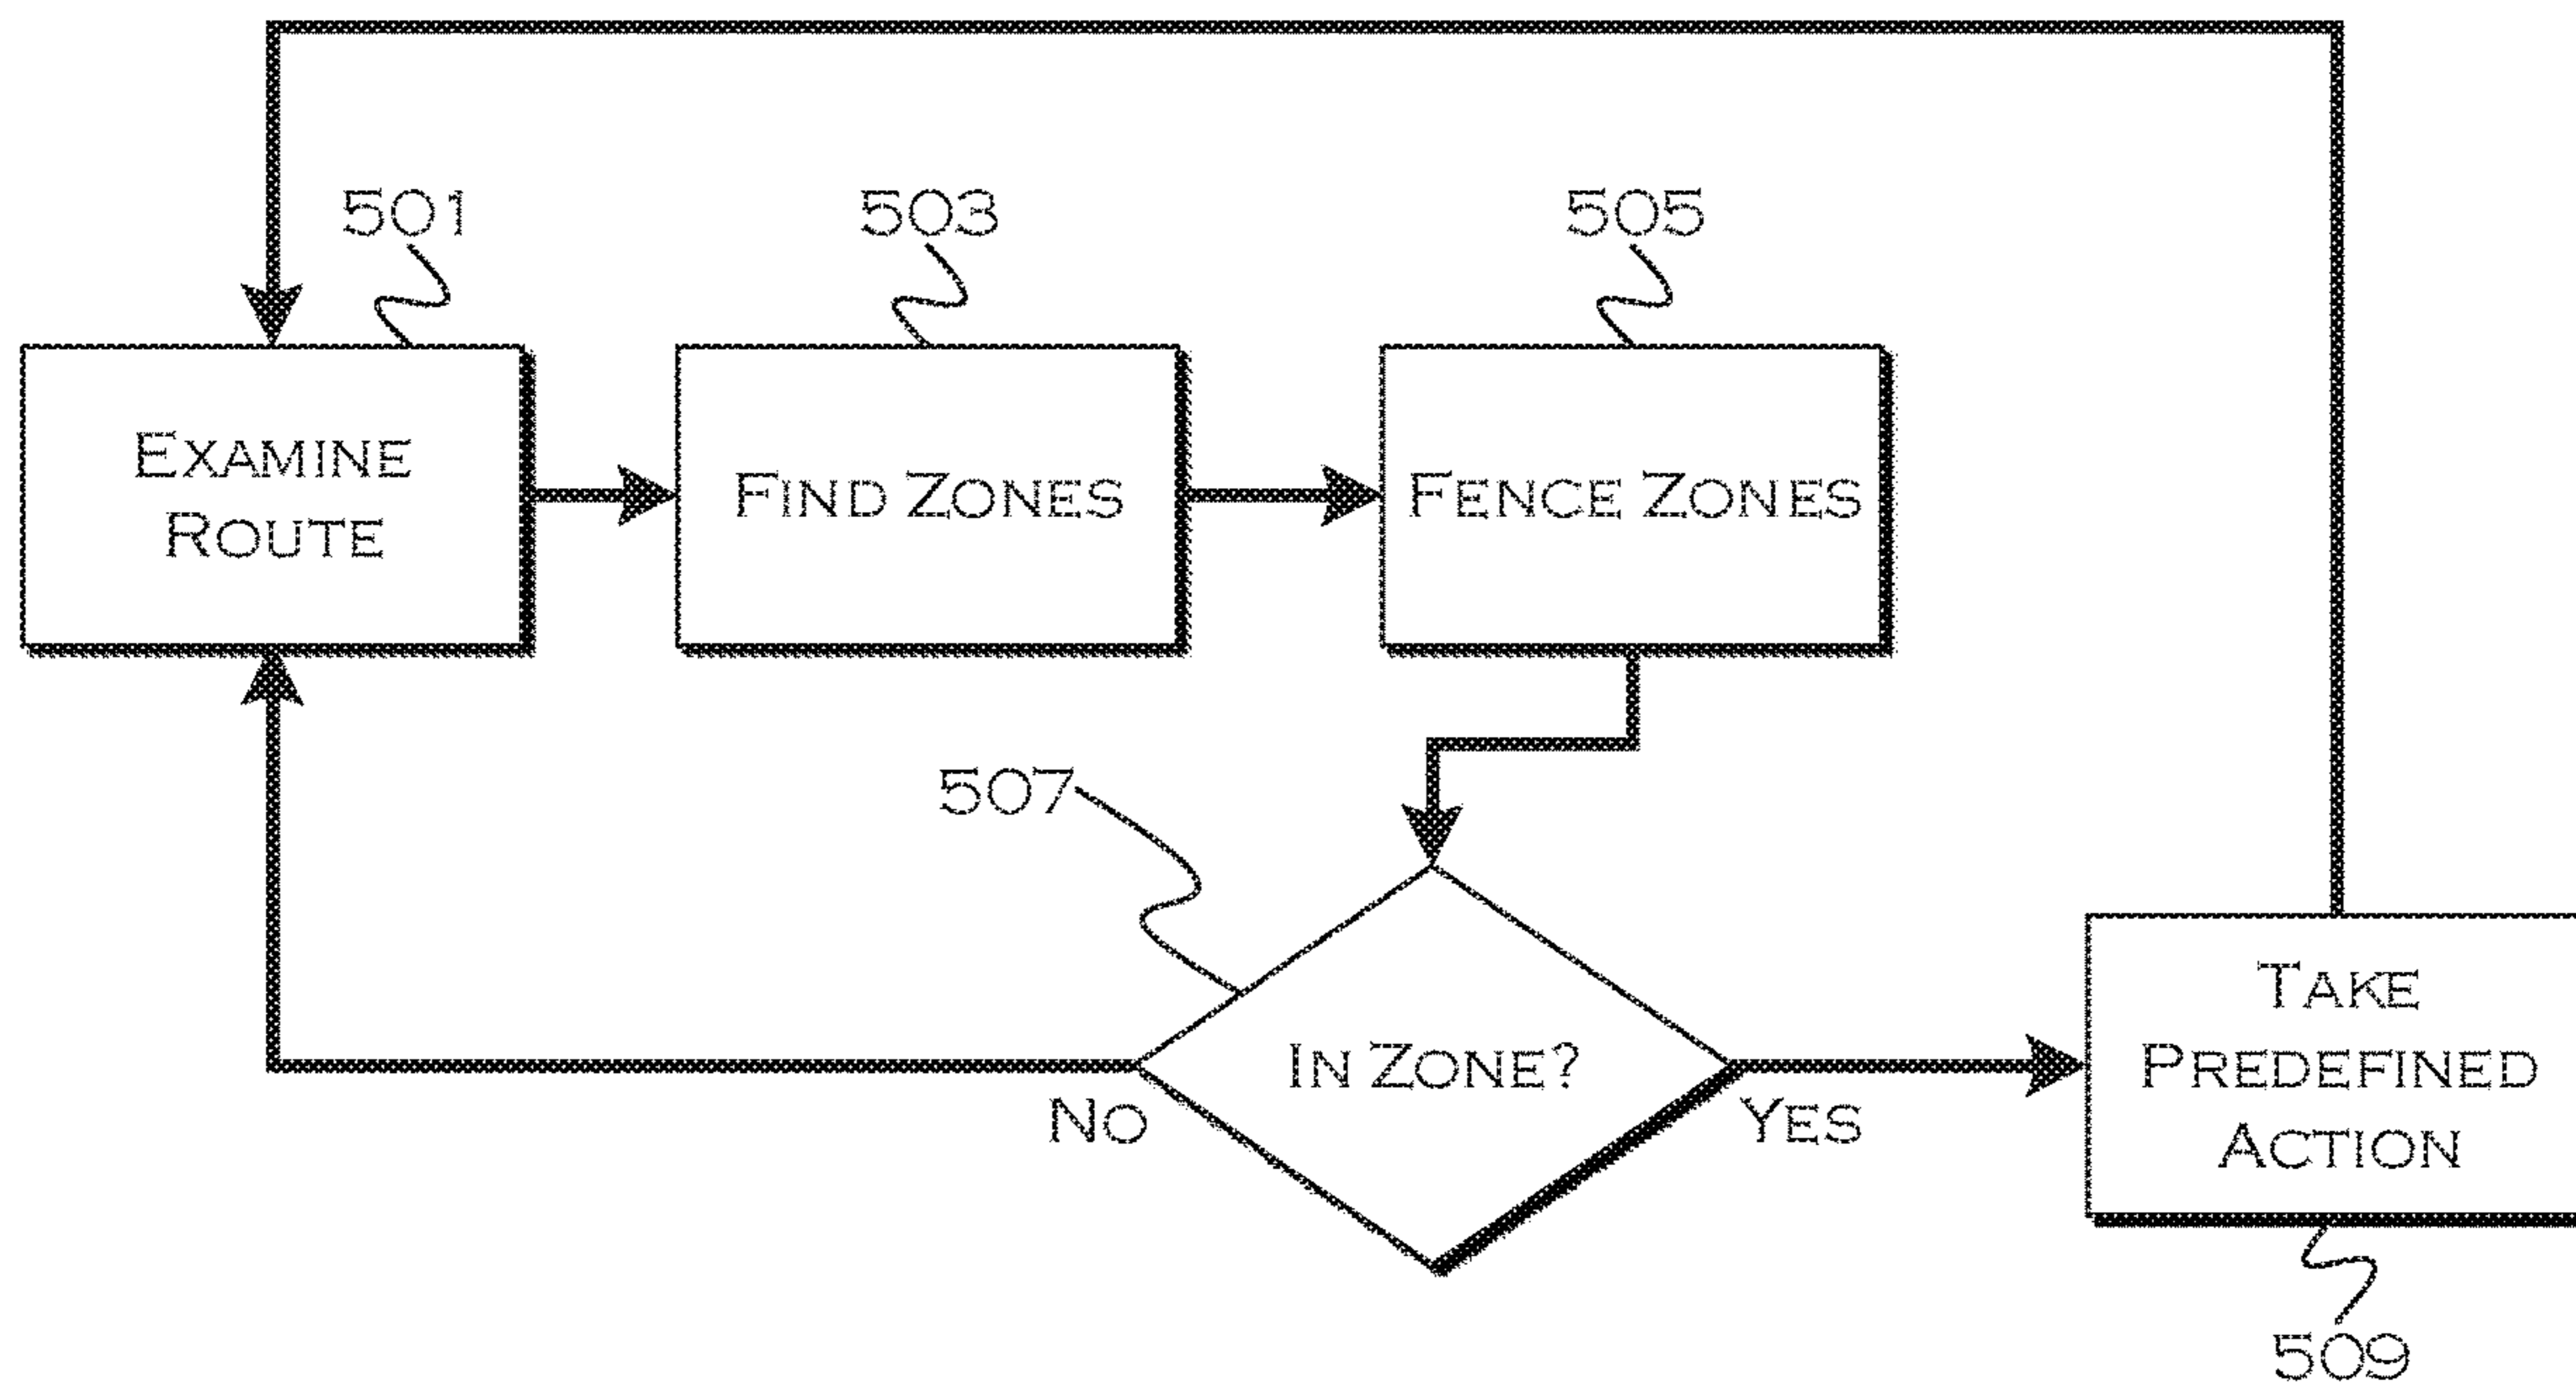 501
503
505
EXAMINE
ROUTE
FIND ZONES
FENCE ZONES
507
IN ZONE?
NO
YES
TAKE
PREDEFINED
ACTION
509